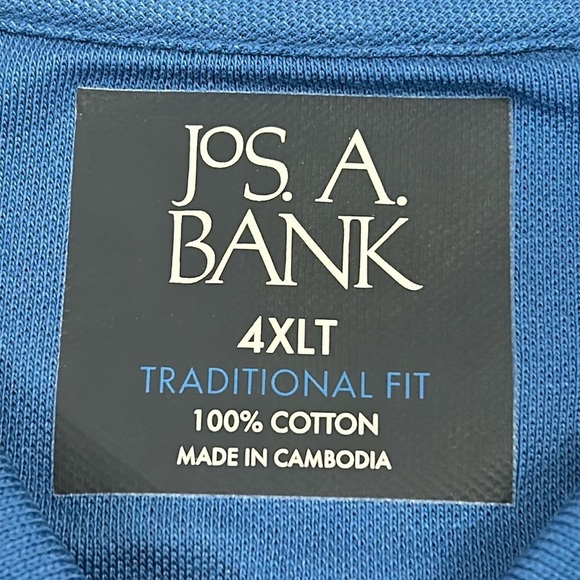 JOS. A.
BANK
4XLT
TRADITIONAL FIT
100% COTTON
MADE IN CAMBODIA